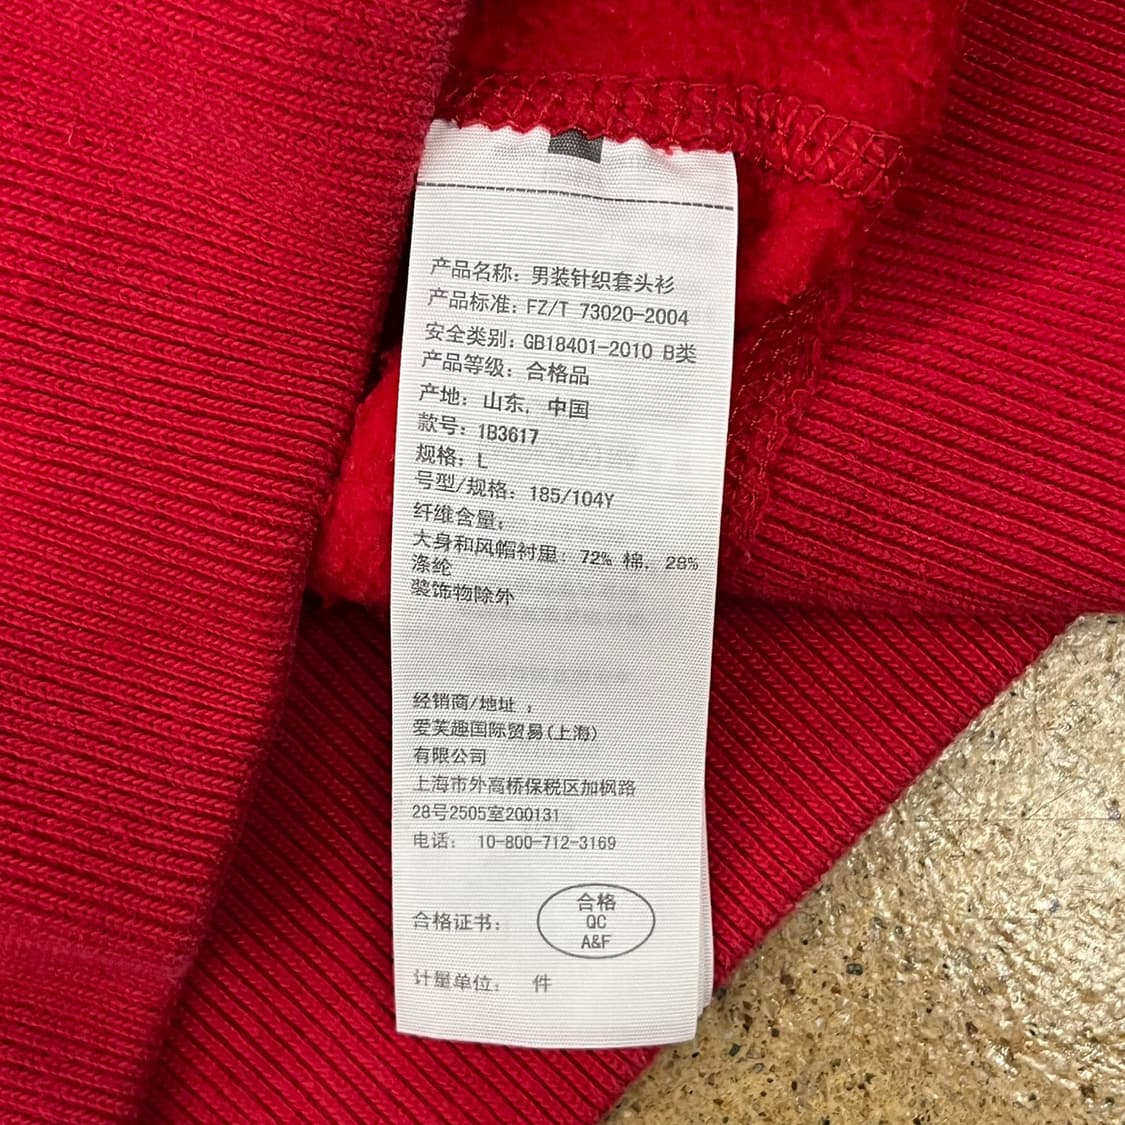 产品名称：男装针织套头衫
产品标准：FZ/T 73020-2004
安全类别：GB18401-2010 B类
产品等级：合格品
产地：山东，中国
款号：1B3617
规格：L
号型/规格：185/104Y
纤维含量：
大身和风帽衬里：72% 棉，28%
涤纶
装饰物除外
经销商/地址：
爱芙趣国际贸易(上海)
有限公司
上海市外高桥保税区加枫路
28号2505室200131
电话：10-800-712-3169
合格证书：
合格
QC
A&F
计量单位：件